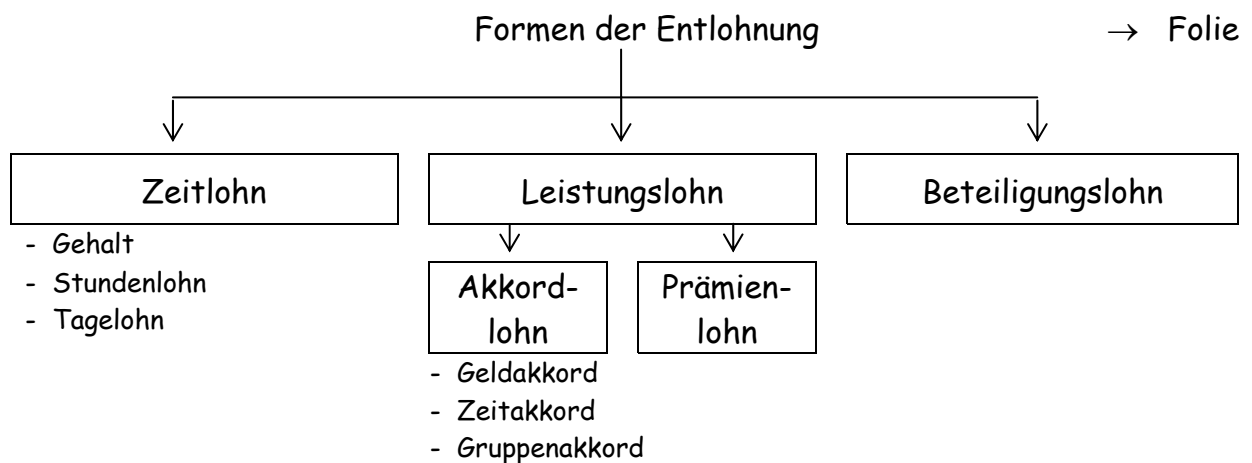 Formen der Entlohnung → Folie
Zeitlohn
- Gehalt
- Stundenlohn
- Tagelohn
Leistungslohn
Akkord-
lohn
- Geldakkord
- Zeitakkord
- Gruppenakkord
Prämien-
lohn
Beteiligungslohn